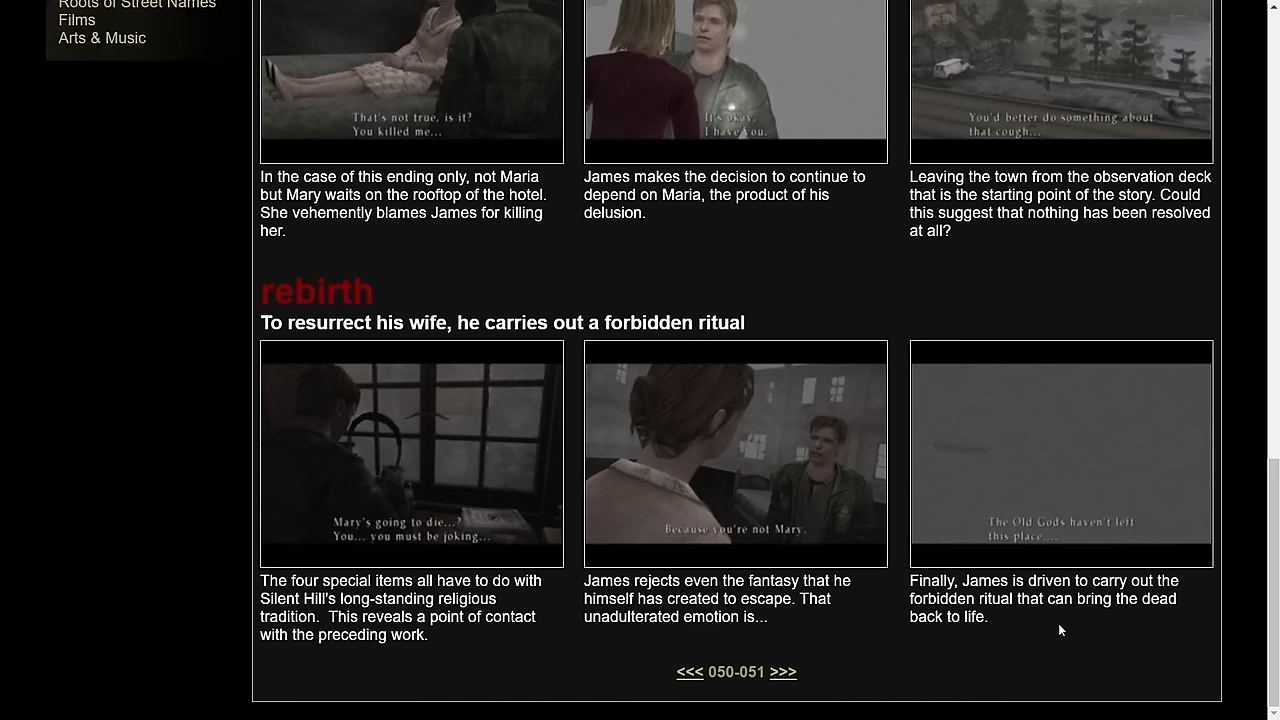 Roots of Street Names
Films
Arts & Music
That's not true, is it?
You killed me...
It's okay.
I have you.
You'd better do something about
that cough...
In the case of this ending only, not Maria
but Mary waits on the rooftop of the hotel.
She vehemently blames James for killing
her.
James makes the decision to continue to
depend on Maria, the product of his
delusion.
Leaving the town from the observation deck
that is the starting point of the story. Could
this suggest that nothing has been resolved
at all?
rebirth
To resurrect his wife, he carries out a forbidden ritual
Mary's going to die...?
You... you must be joking...
Because you're not Mary.
The Old Gods haven't left
this place....
The four special items all have to do with
Silent Hill's long-standing religious
tradition.  This reveals a point of contact
with the preceding work.
James rejects even the fantasy that he
himself has created to escape. That
unadulterated emotion is...
Finally, James is driven to carry out the
forbidden ritual that can bring the dead
back to life.
<<< 050-051 >>>